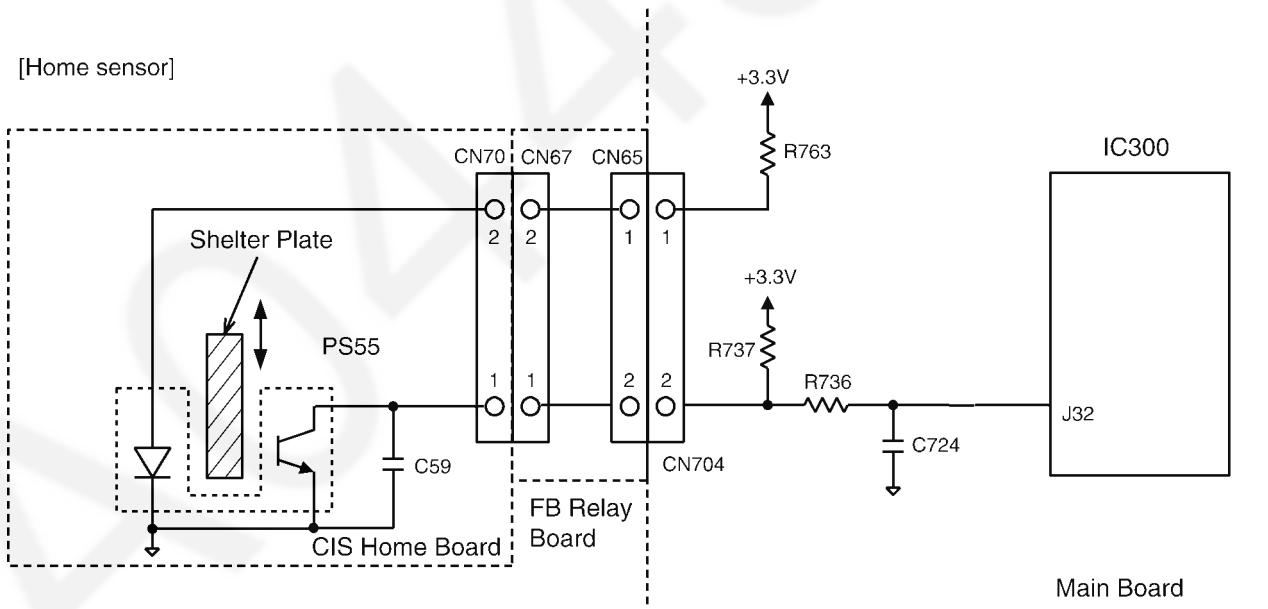 [Home sensor]
+3.3V
R763
IC300
CN70
CN67
CN65
2
2
1
1
Shelter Plate
+3.3V
PS55
R737
1
1
2
2
R736
J32
C59
CN704
C724
FB Relay
Board
CIS Home Board
Main Board